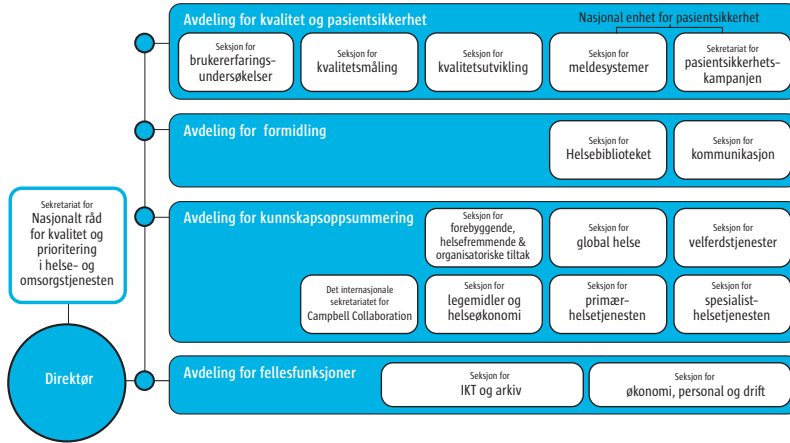 Avdeling for kvalitet og pasientsikkerhet
Nasjonal enhet for pasientsikkerhet
Seksjon for
brukererfarings-
undersøkelser
Seksjon for
kvalitetsmåling
Seksjon for
kvalitetsutvikling
Seksjon for
meldesystemer
Sekretariat for
pasientsikkerhets-
kampanjen
Avdeling for formidling
Seksjon for
Helsebiblioteket
Seksjon for
kommunikasjon
Sekretariat for
Nasjonalt råd
for kvalitet og
prioritering
i helse- og
omsorgstjenesten
Avdeling for kunnskapsoppsummering
Seksjon for
forebyggende,
helsefremmende &
organisatoriske tiltak
Seksjon for
global helse
Seksjon for
velferdstjenester
Det internasjonale
sekretariatet for
Campbell Collaboration
Seksjon for
legemidler og
helseøkonomi
Seksjon for
primær-
helsetjenesten
Seksjon for
spesialist-
helsetjenesten
Direktør
Avdeling for fellesfunksjoner
Seksjon for
IKT og arkiv
Seksjon for
økonomi, personal og drift